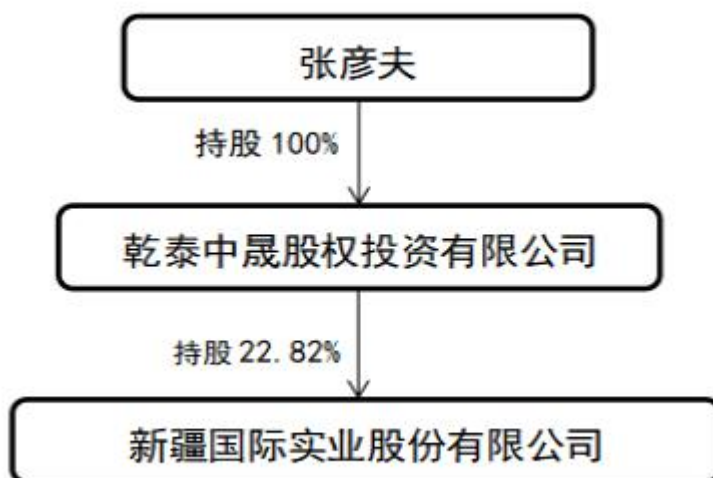 张彦夫
持股 100%
乾泰中晟股权投资有限公司
持股 22.82%
新疆国际实业股份有限公司